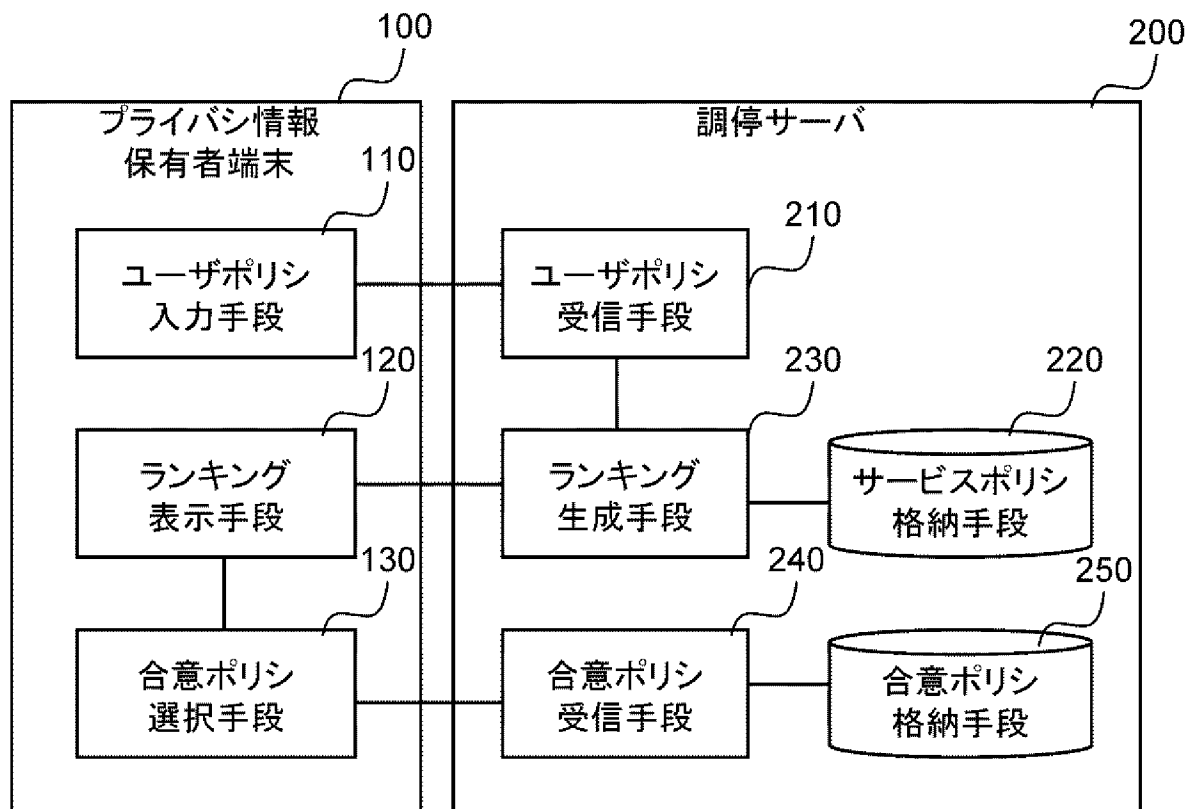 100
200
プライバシ情報
保有者端末
調停サーバ
110
210
ユーザポリシ
入力手段
ユーザポリシ
受信手段
120
230
220
ランキング
表示手段
ランキング
生成手段
サービスポリシ
格納手段
130
240
250
合意ポリシ
選択手段
合意ポリシ
受信手段
合意ポリシ
格納手段